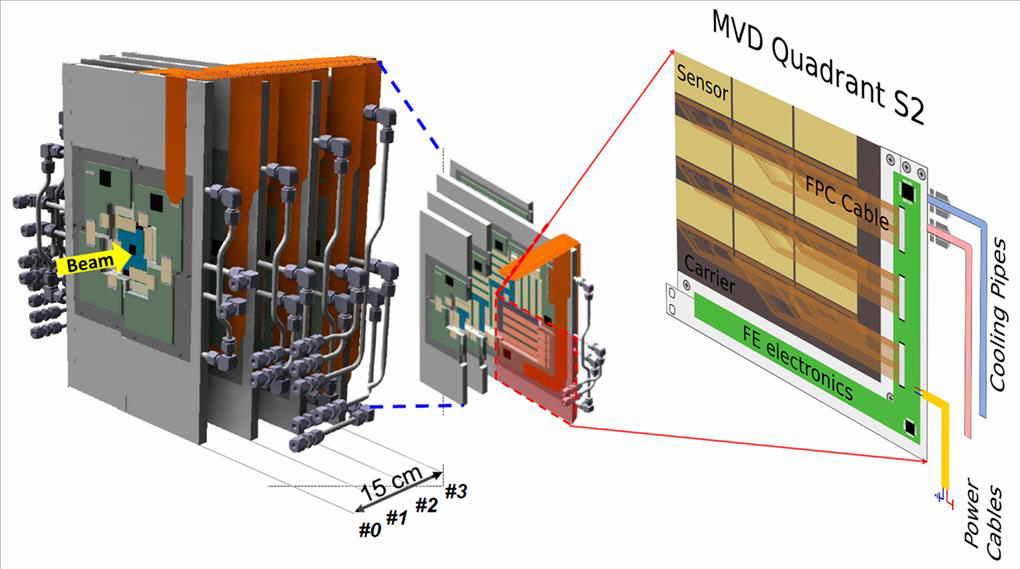 MVD Quadrant S2
Sensor
FPC Cable
Carrier
FE electronics
Cooling Pipes
Power
Cables
Beam
15 cm
#0
#1
#2
#3